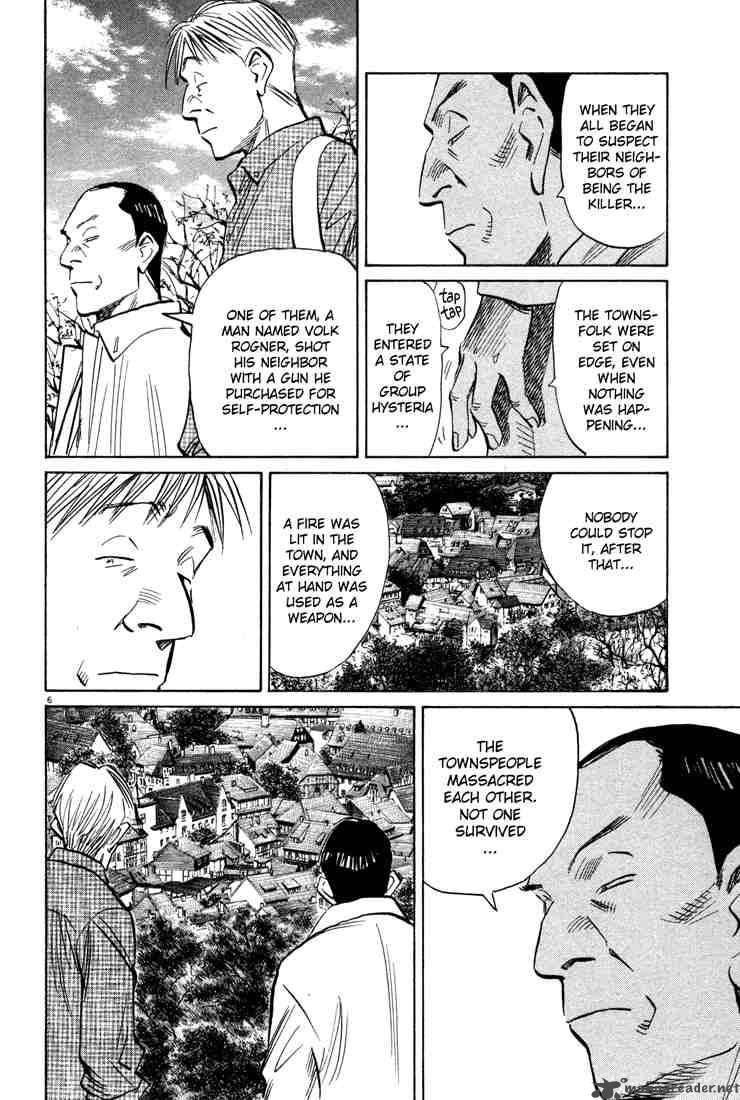 WHEN THEY
ALL BEGAN
TO SUSPECT
THEIR NEIGH-
BORS OF
BEING THE
KILLER...
ONE OF THEM, A
MAN NAMED VOLK
ROGNER, SHOT
HIS NEIGHBOR
WITH A GUN HE
PURCHASED FOR
SELF-PROTECTION
...
THE TOWNS-
FOLK WERE
SET ON
EDGE, EVEN
WHEN
NOTHING
WAS HAP-
PENING...
tap
tap
THEY
ENTERED
A STATE
OF
GROUP
HYSTERIA
...
NOBODY
COULD STOP
IT, AFTER
THAT...
A FIRE WAS
LIT IN THE
TOWN, AND
EVERYTHING
AT HAND WAS
USED AS A
WEAPON...
6
THE
TOWNSPEOPLE
MASSACRED
EACH OTHER.
NOT ONE
SURVIVED
...
mangareader.net